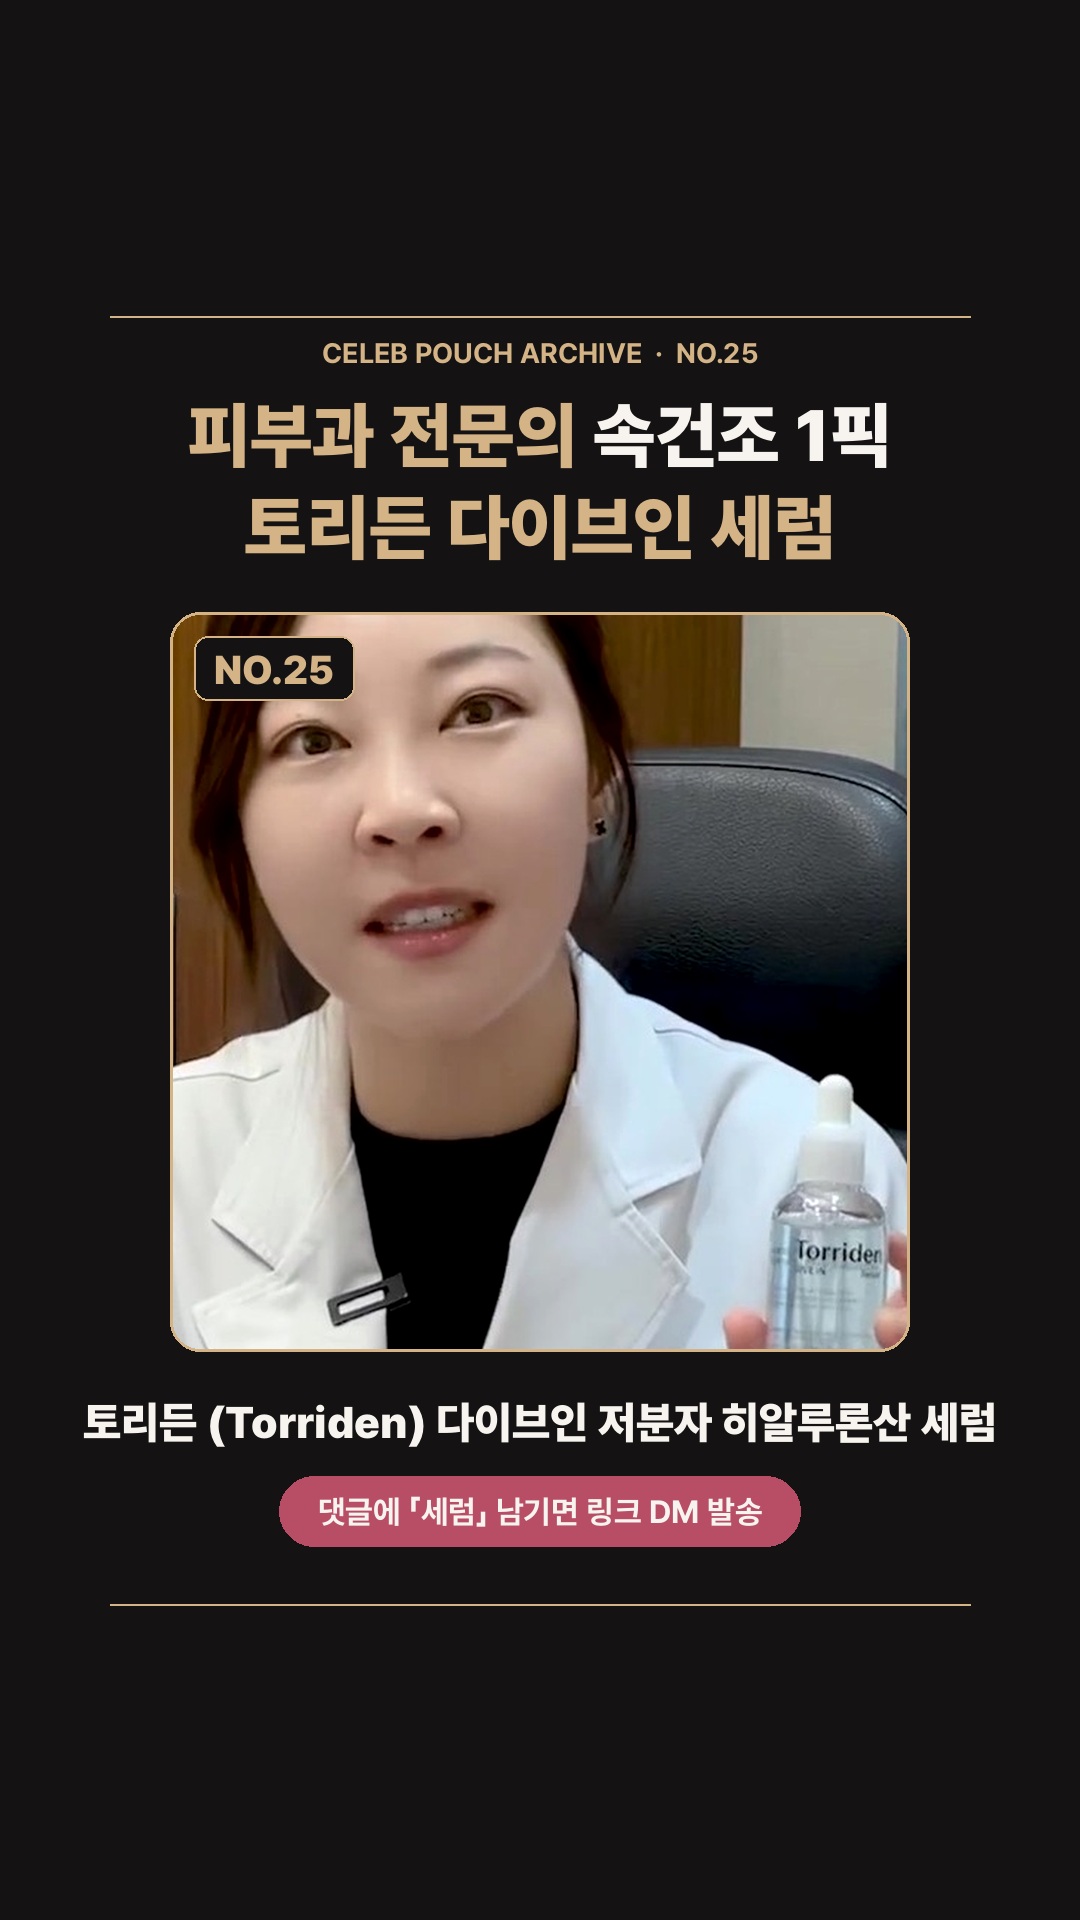 CELEB POUCH ARCHIVE · NO.25
피부과 전문의 속건조 1픽
토리든 다이브인 세럼
NO.25
Torriden
토리든 (Torriden) 다이브인 저분자 히알루론산 세럼
댓글에 「세럼」 남기면 링크 DM 발송